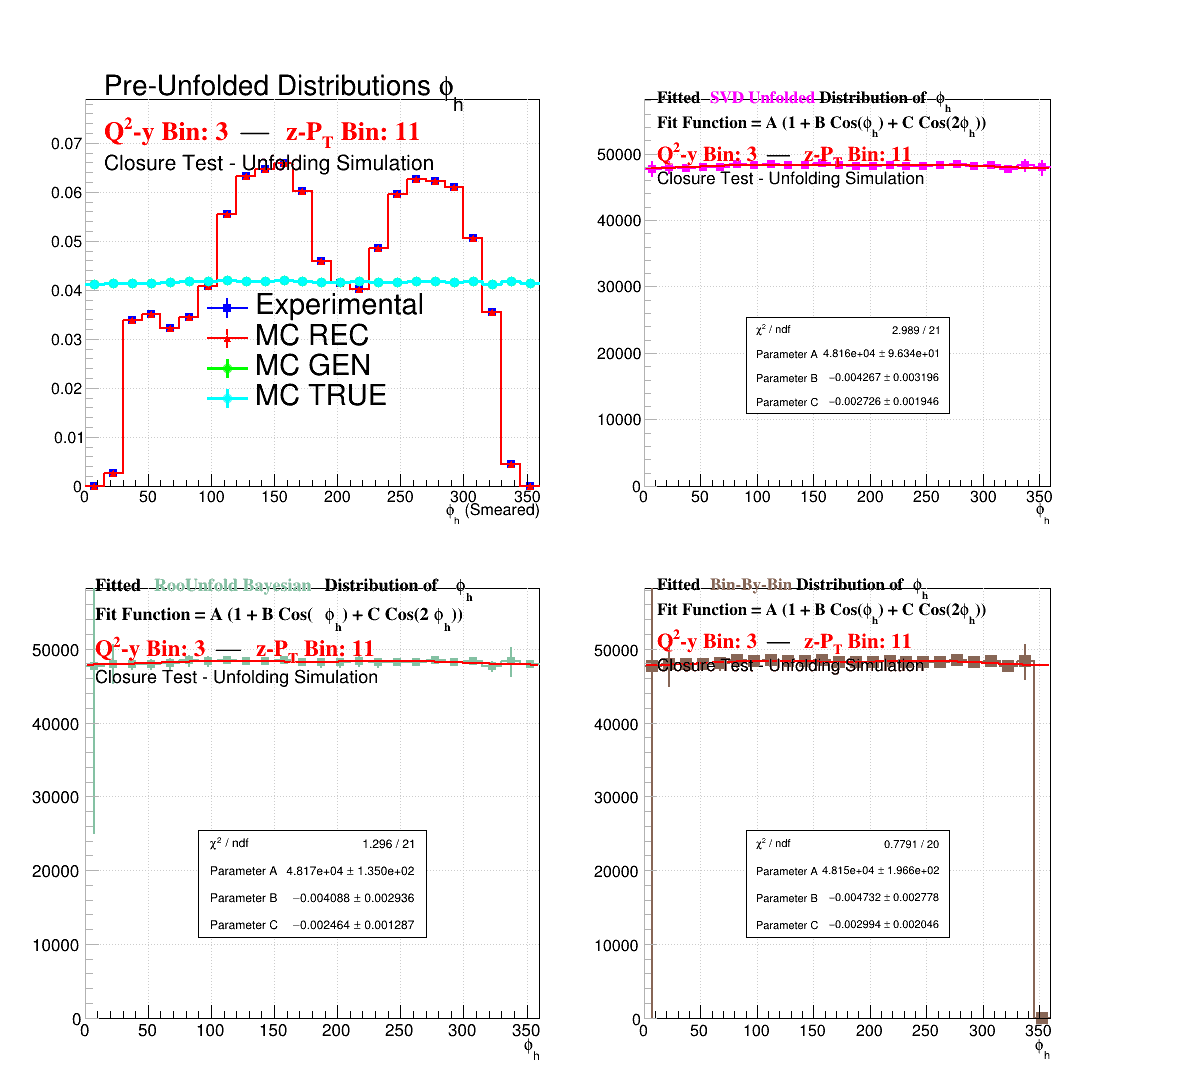 Pre-Unfolded Distributions ϕh
Q²-y Bin: 3 — z-PT Bin: 11
Closure Test - Unfolding Simulation
0.07
0.06
0.05
0.04
0.03
0.02
0.01
0
Experimental
MC REC
MC GEN
MC TRUE
0 50 100 150 200 250 300 350
ϕh (Smeared)
Fitted SVD Unfolded Distribution of ϕh
Fit Function = A (1 + B Cos(ϕh) + C Cos(2ϕh))
Q²-y Bin: 3 — z-PT Bin: 11
Closure Test - Unfolding Simulation
50000
40000
30000
20000
10000
0
χ² / ndf 2.989 / 21
Parameter A 4.816e+04 ± 9.634e+01
Parameter B −0.004267 ± 0.003196
Parameter C −0.002726 ± 0.001946
0 50 100 150 200 250 300 350
ϕh
Fitted RooUnfold Bayesian Distribution of ϕh
Fit Function = A (1 + B Cos( ϕh) + C Cos(2 ϕh))
Q²-y Bin: 3 — z-PT Bin: 11
Closure Test - Unfolding Simulation
50000
40000
30000
20000
10000
0
χ² / ndf 1.296 / 21
Parameter A 4.817e+04 ± 1.350e+02
Parameter B −0.004088 ± 0.002936
Parameter C −0.002464 ± 0.001287
0 50 100 150 200 250 300 350
ϕh
Fitted Bin-By-Bin Distribution of ϕh
Fit Function = A (1 + B Cos(ϕh) + C Cos(2ϕh))
Q²-y Bin: 3 — z-PT Bin: 11
Closure Test - Unfolding Simulation
50000
40000
30000
20000
10000
0
χ² / ndf 0.7791 / 20
Parameter A 4.815e+04 ± 1.966e+02
Parameter B −0.004732 ± 0.002778
Parameter C −0.002994 ± 0.002046
0 50 100 150 200 250 300 350
ϕh